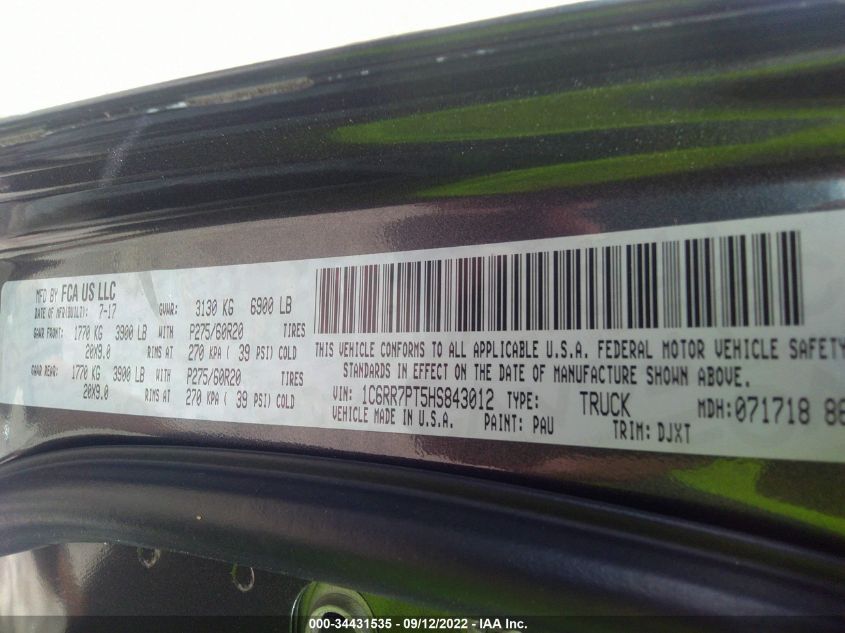 MFD BY FCA US LLC
DATE OF MFR(BUILT): 7-17 GVWR: 3130 KG 6900 LB
GAWR FRONT: 1770 KG 3900 LB WITH P275/60R20 TIRES
20X9.0 RIMS AT 270 KPA ( 39 PSI) COLD
GAWR REAR: 1770 KG 3900 LB WITH P275/60R20 TIRES
20X9.0 RIMS AT 270 KPA ( 39 PSI) COLD
THIS VEHICLE CONFORMS TO ALL APPLICABLE U.S.A. FEDERAL MOTOR VEHICLE SAFETY
STANDARDS IN EFFECT ON THE DATE OF MANUFACTURE SHOWN ABOVE.
VIN: 1C6RR7PT5HS843012 TYPE: TRUCK MDH:071718
VEHICLE MADE IN U.S.A. PAINT: PAU TRIM: DJXT
000-34431535 - 09/12/2022 - IAA Inc.